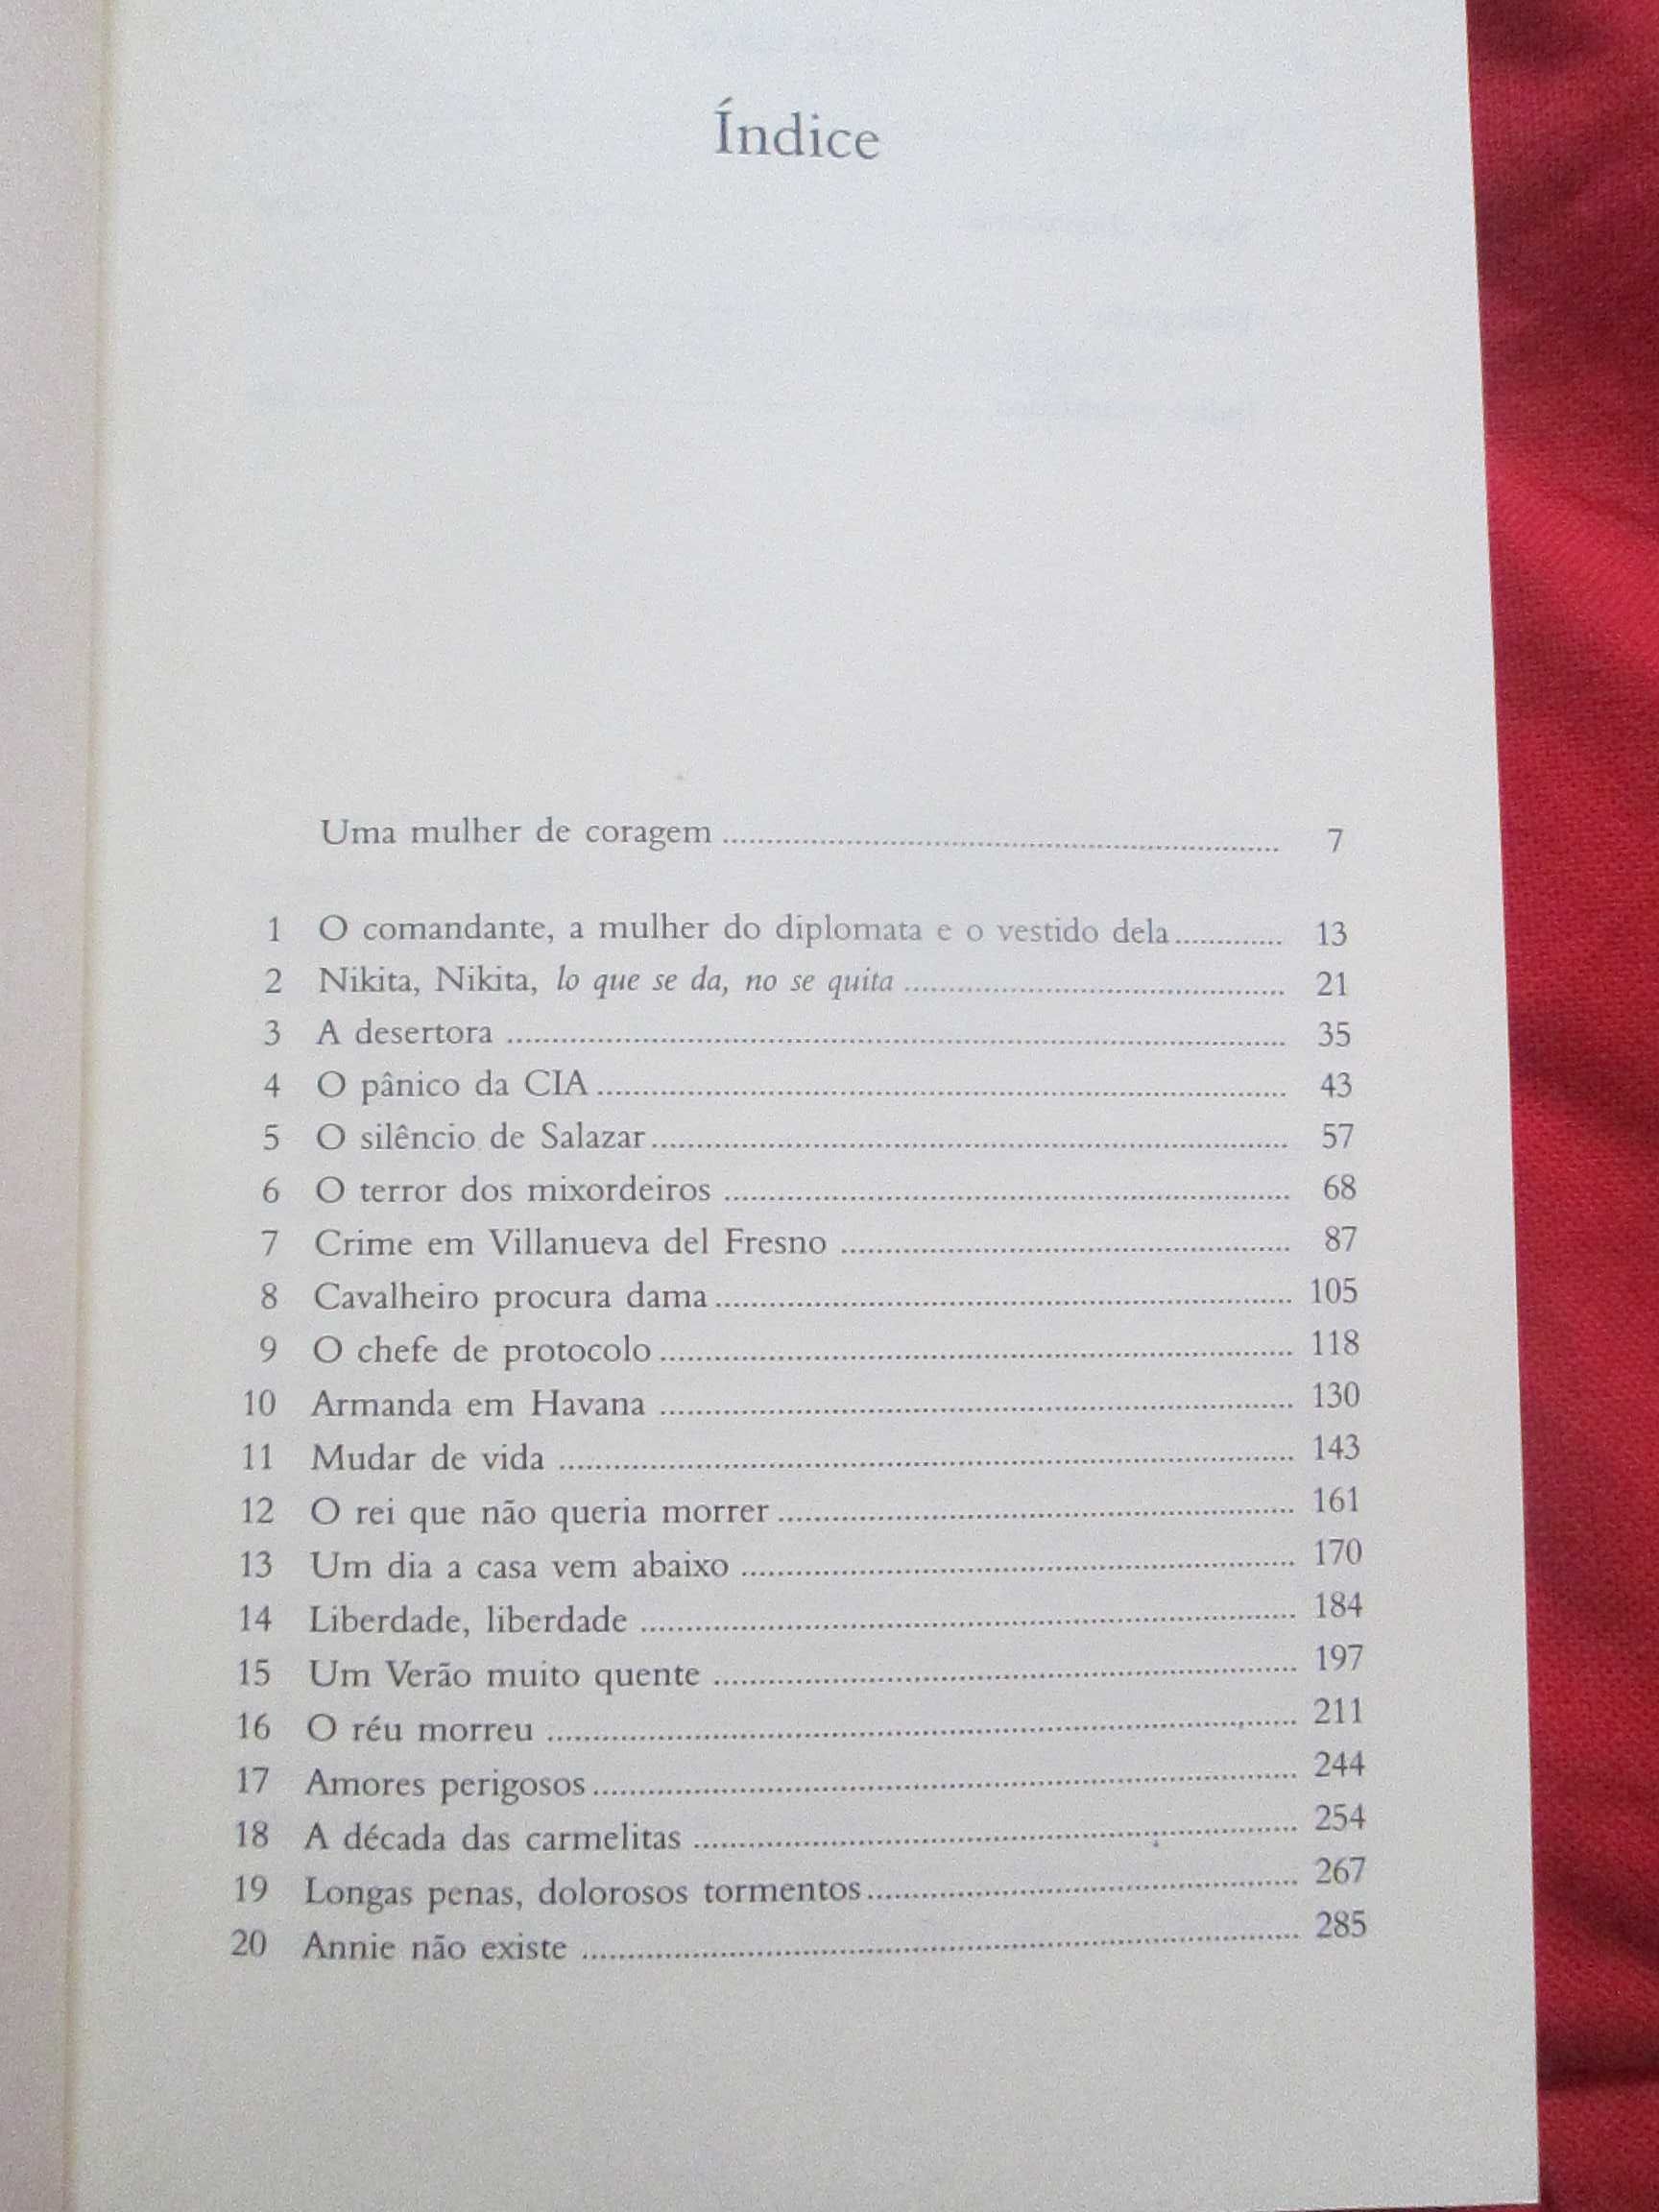 Índice
Uma mulher de coragem ........ 7
1 O comandante, a mulher do diplomata e o vestido dela ........ 13
2 Nikita, Nikita, lo que se da, no se quita ........ 21
3 A desertora ........ 35
4 O pânico da CIA ........ 43
5 O silêncio de Salazar ........ 57
6 O terror dos mixordeiros ........ 68
7 Crime em Villanueva del Fresno ........ 87
8 Cavalheiro procura dama ........ 105
9 O chefe de protocolo ........ 118
10 Armanda em Havana ........ 130
11 Mudar de vida ........ 143
12 O rei que não queria morrer ........ 161
13 Um dia a casa vem abaixo ........ 170
14 Liberdade, liberdade ........ 184
15 Um Verão muito quente ........ 197
16 O réu morreu ........ 211
17 Amores perigosos ........ 244
18 A década das carmelitas ........ 254
19 Longas penas, dolorosos tormentos ........ 267
20 Annie não existe ........ 285